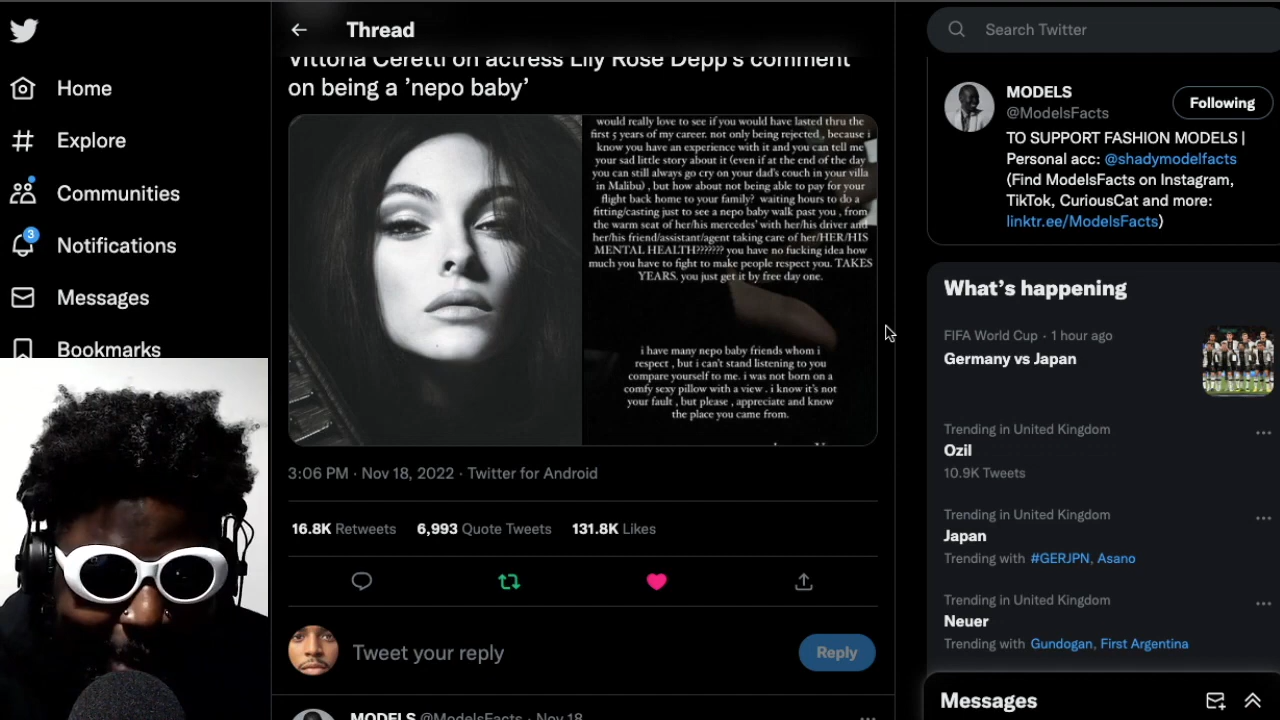 Home
Explore
Communities
3
Notifications
Messages
Bookmarks
Thread
Vittoria Ceretti on actress Lily Rose Depp's comment
on being a 'nepo baby'
would really love to see if you would have lasted thru the
first 5 years of my career. not only being rejected , because i
know you have an experience with it and you can tell me
your sad little story about it (even if at the end of the day
you can still always go cry on your dad's couch in your villa
in Malibu) , but how about not being able to pay for your
flight back home to your family? waiting hours to do a
fitting/casting just to see a nepo baby walk past you , from
the warm seat of her/his mercedes' with her/his driver and
her/his friend/assistant/agent taking care of her/HER/HIS
MENTAL HEALTH??????? you have no fucking idea how
much you have to fight to make people respect you. TAKES
YEARS. you just get it by free day one.
i have many nepo baby friends whom i
respect , but i can't stand listening to you
compare yourself to me. i was not born on a
comfy sexy pillow with a view . i know it's not
your fault , but please , appreciate and know
the place you came from.
3:06 PM · Nov 18, 2022 · Twitter for Android
16.8K Retweets 6,993 Quote Tweets 131.8K Likes
Tweet your reply
Reply
MODELS @ModelsFacts · Nov 18
Search Twitter
MODELS
@ModelsFacts
Following
TO SUPPORT FASHION MODELS |
Personal acc: @shadymodelfacts
(Find ModelsFacts on Instagram,
TikTok, CuriousCat and more:
linktr.ee/ModelsFacts)
What's happening
FIFA World Cup · 1 hour ago
Germany vs Japan
Trending in United Kingdom
Ozil
10.9K Tweets
Trending in United Kingdom
Japan
Trending with #GERJPN, Asano
Trending in United Kingdom
Neuer
Trending with Gundogan, First Argentina
Messages